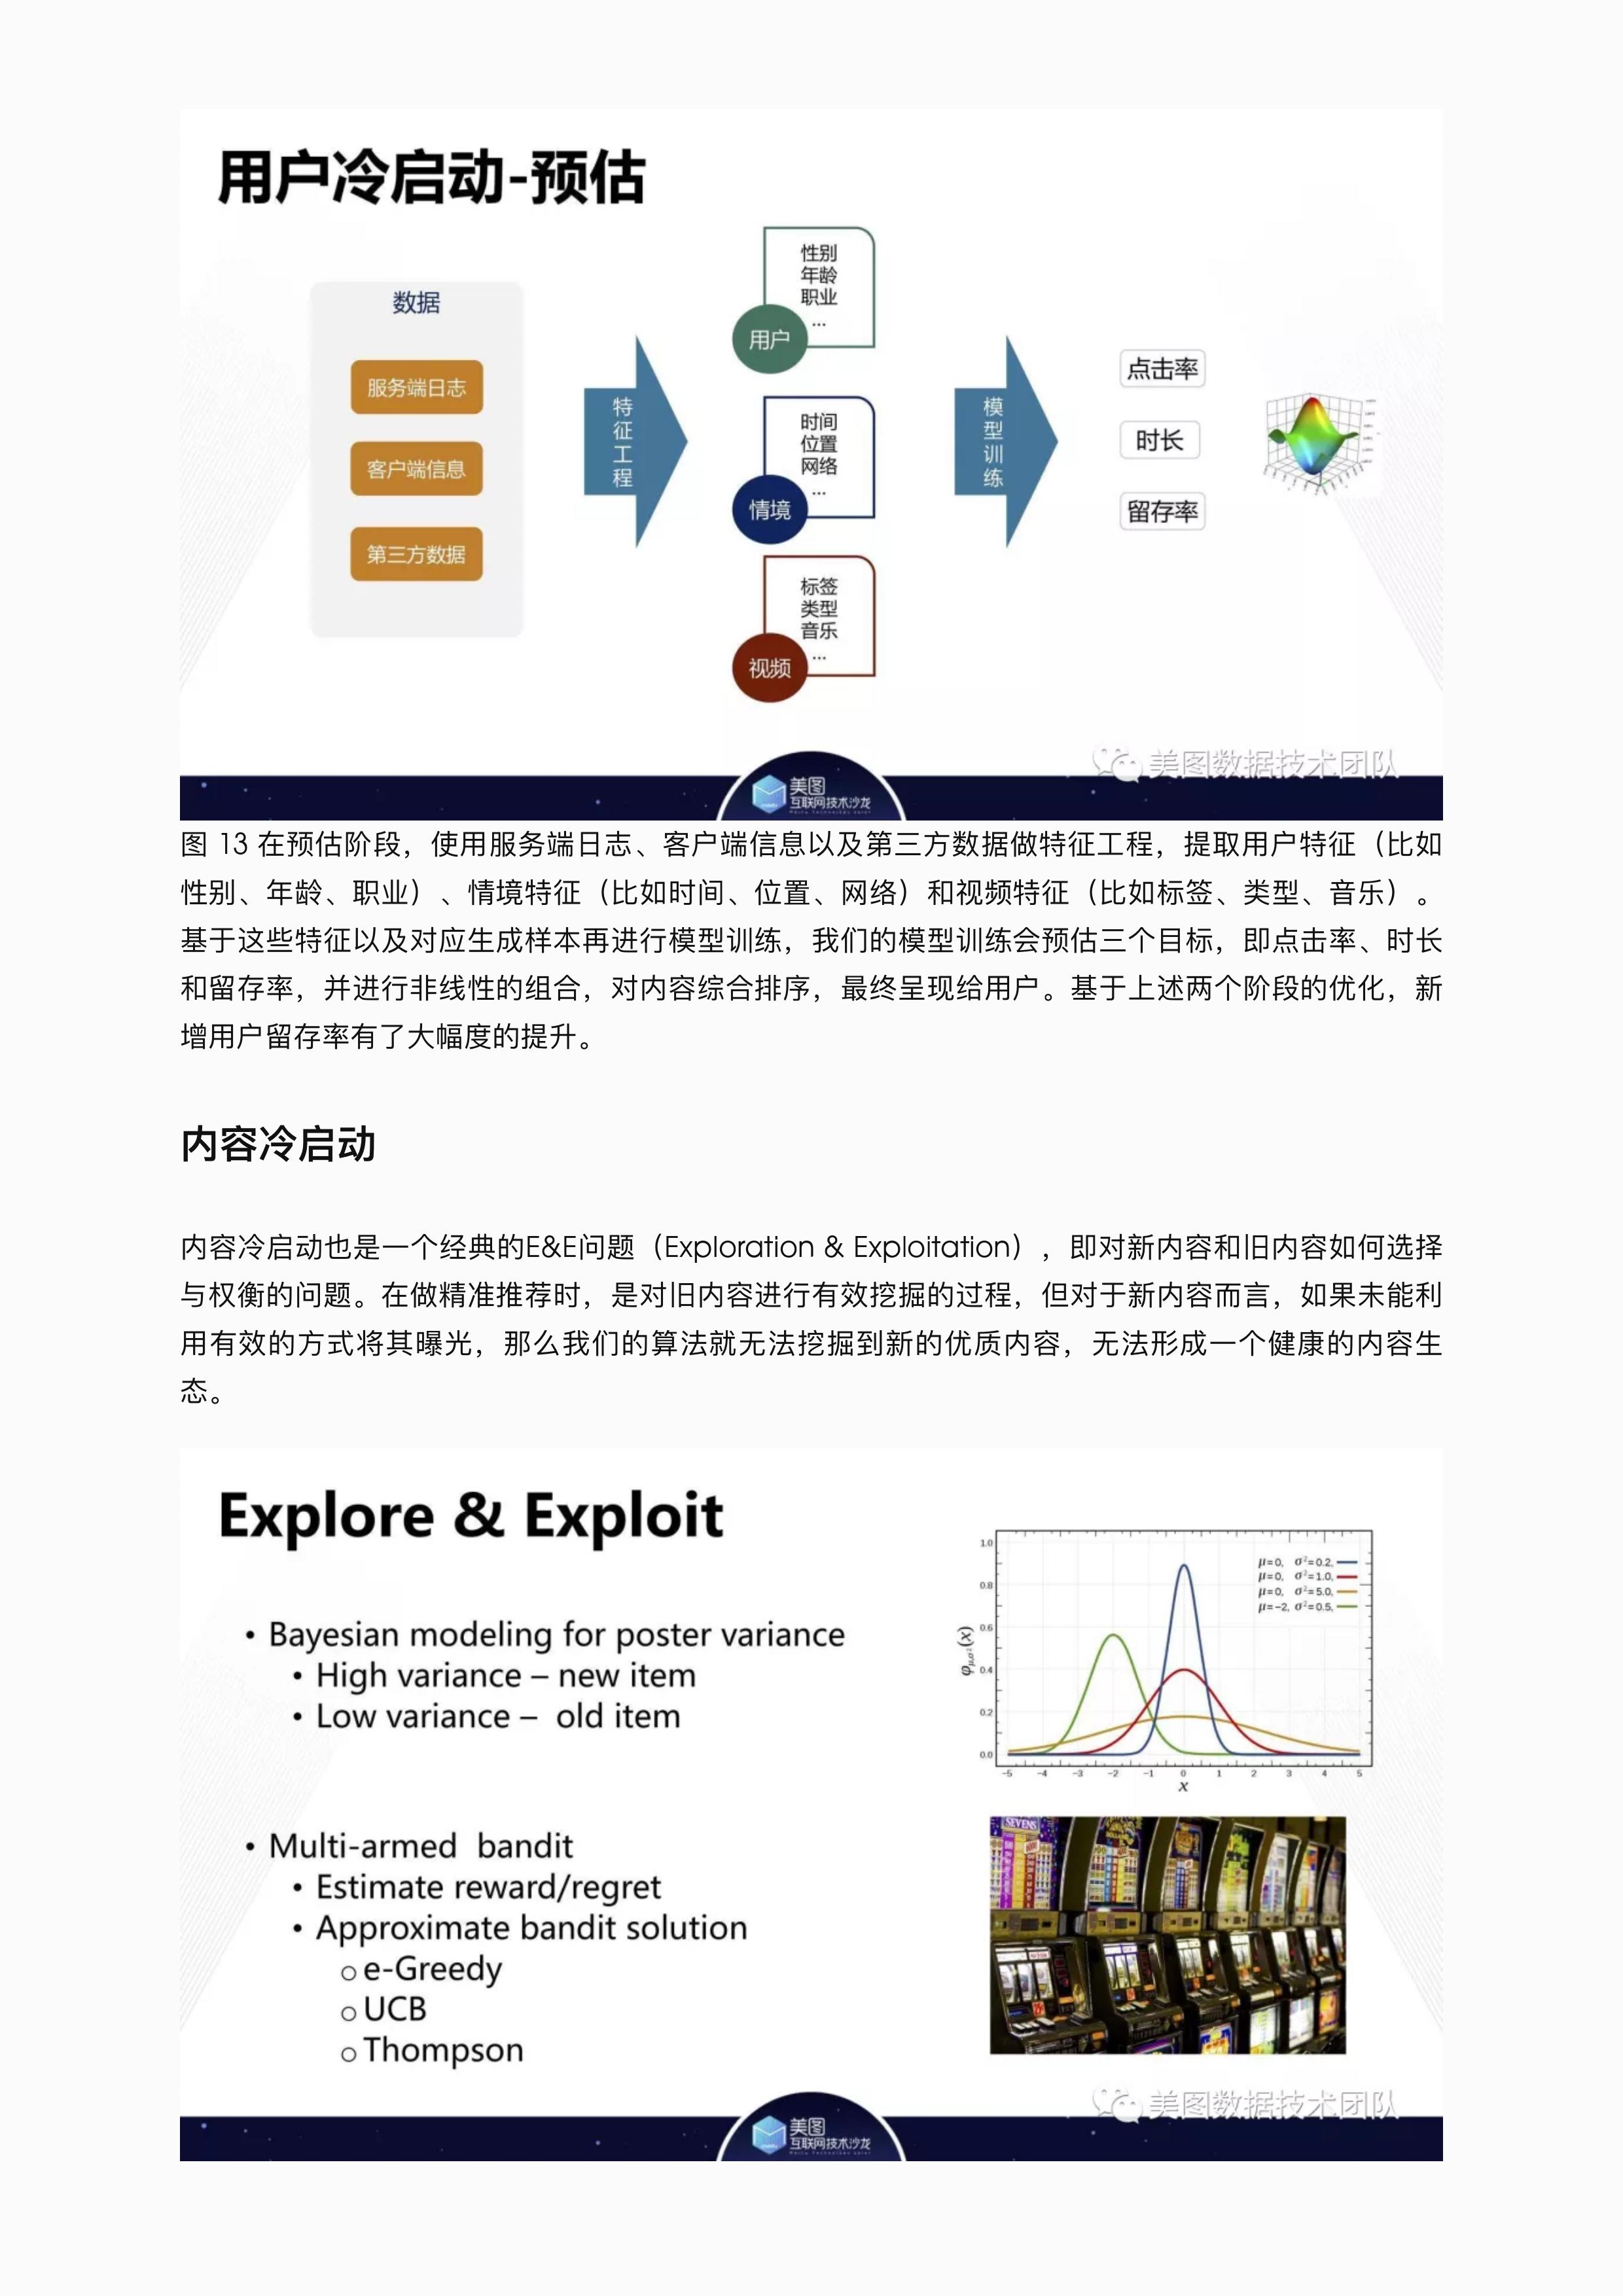 用户冷启动-预估
数据
服务端日志
客户端信息
第三方数据
特征工程
性别
年龄
职业
...
用户
时间
位置
网络
...
情境
标签
类型
音乐
...
视频
模型训练
点击率
时长
留存率
美图数据技术团队
美图
互联网技术沙龙
图 13 在预估阶段，使用服务端日志、客户端信息以及第三方数据做特征工程，提取用户特征（比如
性别、年龄、职业）、情境特征（比如时间、位置、网络）和视频特征（比如标签、类型、音乐）。
基于这些特征以及对应生成样本再进行模型训练，我们的模型训练会预估三个目标，即点击率、时长
和留存率，并进行非线性的组合，对内容综合排序，最终呈现给用户。基于上述两个阶段的优化，新
增用户留存率有了大幅度的提升。
内容冷启动
内容冷启动也是一个经典的E&E问题（Exploration & Exploitation），即对新内容和旧内容如何选择
与权衡的问题。在做精准推荐时，是对旧内容进行有效挖掘的过程，但对于新内容而言，如果未能利
用有效的方式将其曝光，那么我们的算法就无法挖掘到新的优质内容，无法形成一个健康的内容生
态。
Explore & Exploit
• Bayesian modeling for poster variance
• High variance – new item
• Low variance – old item
• Multi-armed bandit
• Estimate reward/regret
• Approximate bandit solution
○ e-Greedy
○ UCB
○ Thompson
1.0
0.8
0.6
0.4
0.2
0.0
φμ,σ²(x)
μ=0, σ²=0.2,
μ=0, σ²=1.0,
μ=0, σ²=5.0,
μ=−2, σ²=0.5,
−5 −4 −3 −2 −1 0 1 2 3 4 5
x
SEVENS
美图数据技术团队
美图
互联网技术沙龙